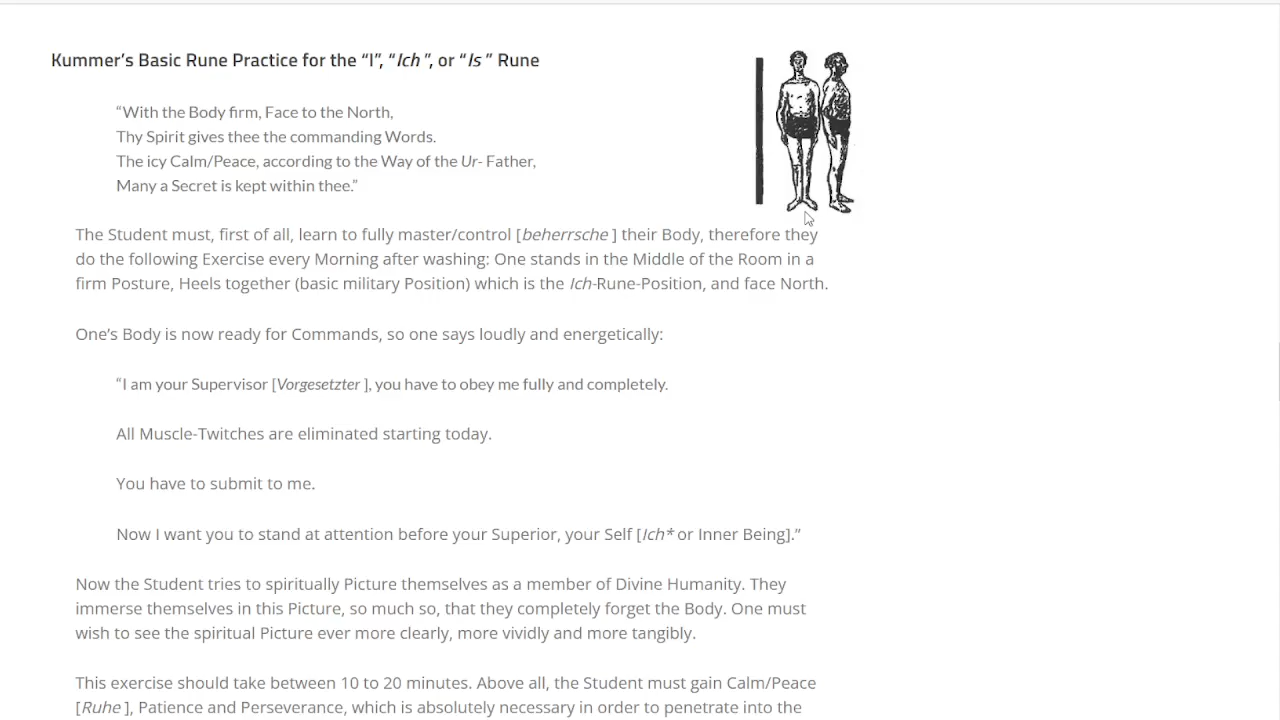 Kummer’s Basic Rune Practice for the “I”, “Ich ”, or “Is ” Rune
“With the Body firm, Face to the North,
Thy Spirit gives thee the commanding Words.
The icy Calm/Peace, according to the Way of the Ur- Father,
Many a Secret is kept within thee.”
The Student must, first of all, learn to fully master/control [beherrsche ] their Body, therefore they
do the following Exercise every Morning after washing: One stands in the Middle of the Room in a
firm Posture, Heels together (basic military Position) which is the Ich-Rune-Position, and face North.
One’s Body is now ready for Commands, so one says loudly and energetically:
“I am your Supervisor [Vorgesetzter ], you have to obey me fully and completely.
All Muscle-Twitches are eliminated starting today.
You have to submit to me.
Now I want you to stand at attention before your Superior, your Self [Ich* or Inner Being].”
Now the Student tries to spiritually Picture themselves as a member of Divine Humanity. They
immerse themselves in this Picture, so much so, that they completely forget the Body. One must
wish to see the spiritual Picture ever more clearly, more vividly and more tangibly.
This exercise should take between 10 to 20 minutes. Above all, the Student must gain Calm/Peace
[Ruhe ], Patience and Perseverance, which is absolutely necessary in order to penetrate into the